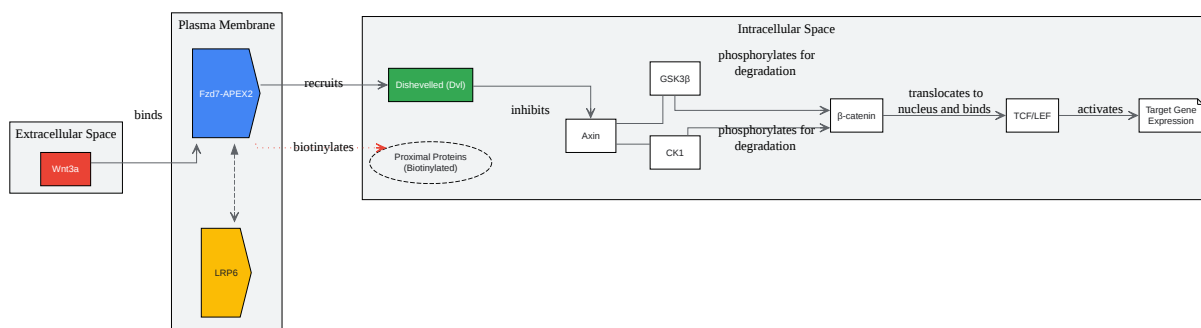 Plasma Membrane
Intracellular Space
Extracellular Space
Wnt3a
binds
Fzd7-APEX2
LRP6
recruits
biotinylates
Dishevelled (Dvl)
Proximal Proteins
(Biotinylated)
inhibits
Axin
GSK3β
CK1
phosphorylates for
degradation
phosphorylates for
degradation
β-catenin
translocates to
nucleus and binds
TCF/LEF
activates
Target Gene
Expression